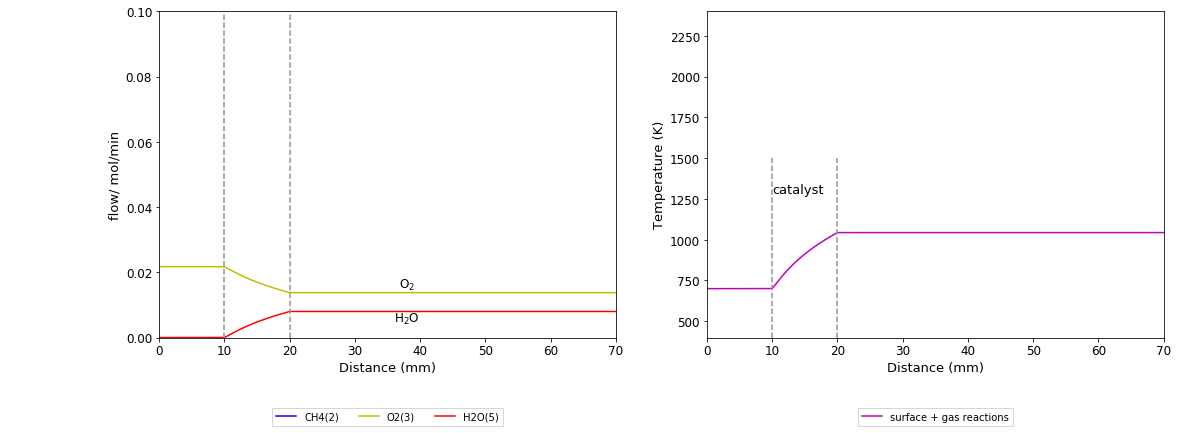 0.10
0.08
0.06
0.04
0.02
0.00
flow/ mol/min
O2
H2O
0 10 20 30 40 50 60 70
Distance (mm)
CH4(2) O2(3) H2O(5)
2250
2000
1750
1500
1250
1000
750
500
Temperature (K)
catalyst
0 10 20 30 40 50 60 70
Distance (mm)
surface + gas reactions